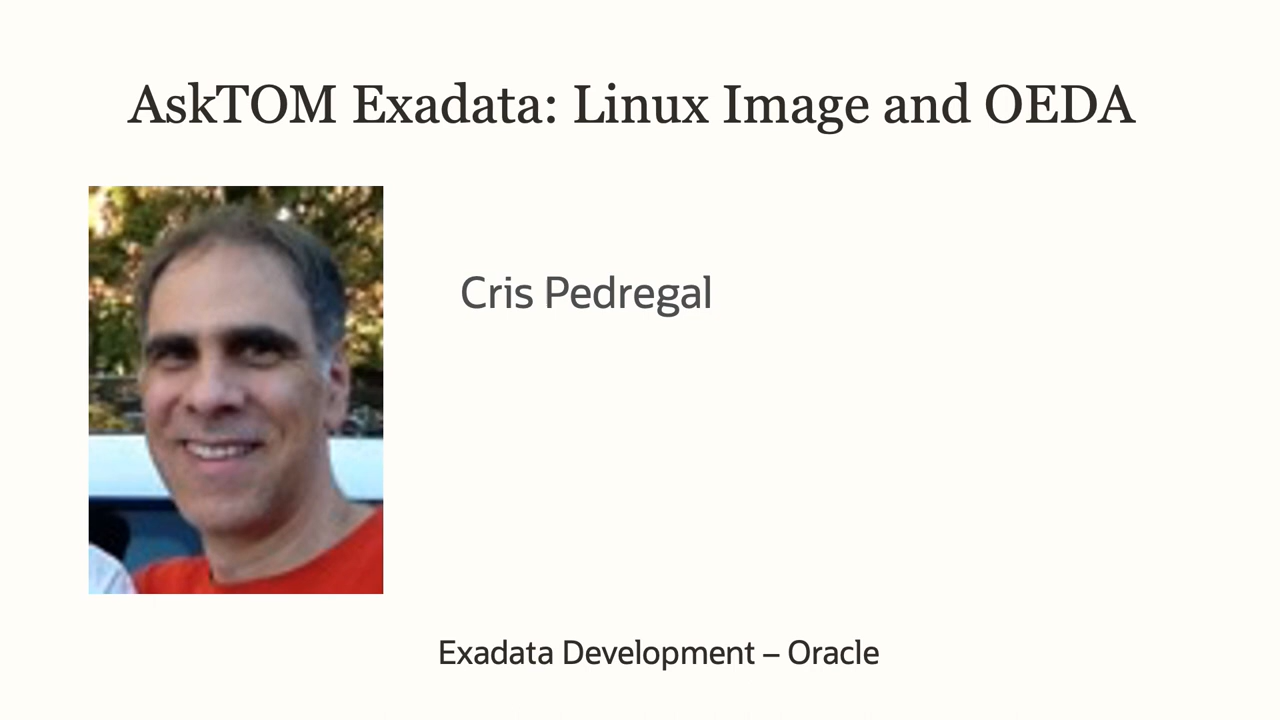 AskTOM Exadata: Linux Image and OEDA
Cris Pedregal
Exadata Development – Oracle